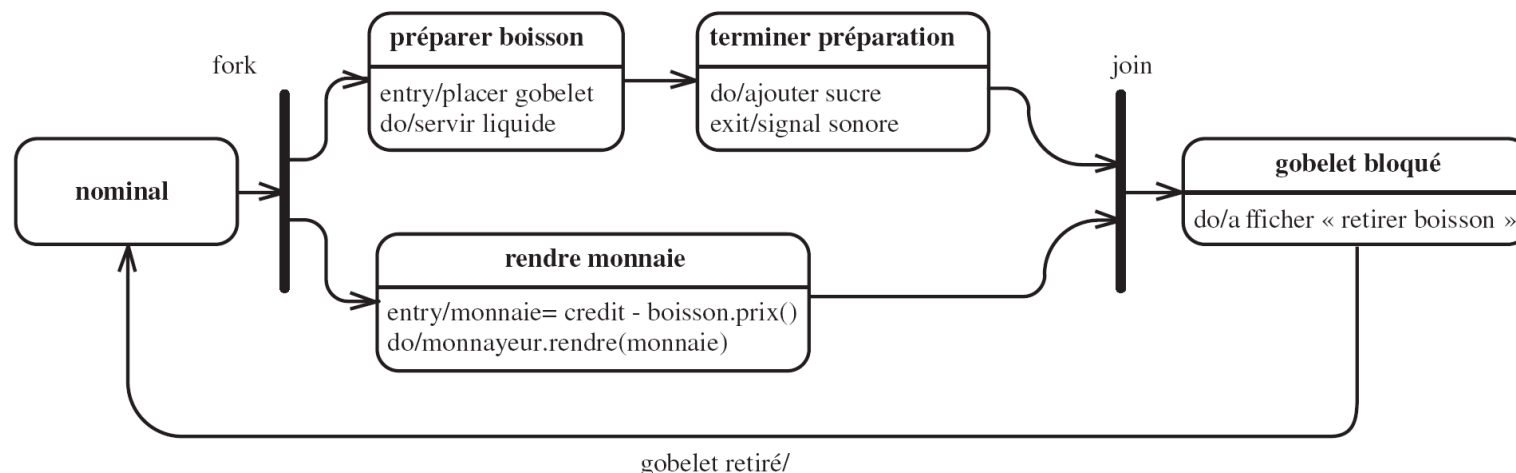 fork
préparer boisson
entry/placer gobelet
do/servir liquide
terminer préparation
do/ajouter sucre
exit/signal sonore
join
nominal
rendre monnaie
entry/monnaie= credit - boisson.prix()
do/monnayeur.rendre(monnaie)
gobelet bloqué
do/a fficher « retirer boisson »
gobelet retiré/